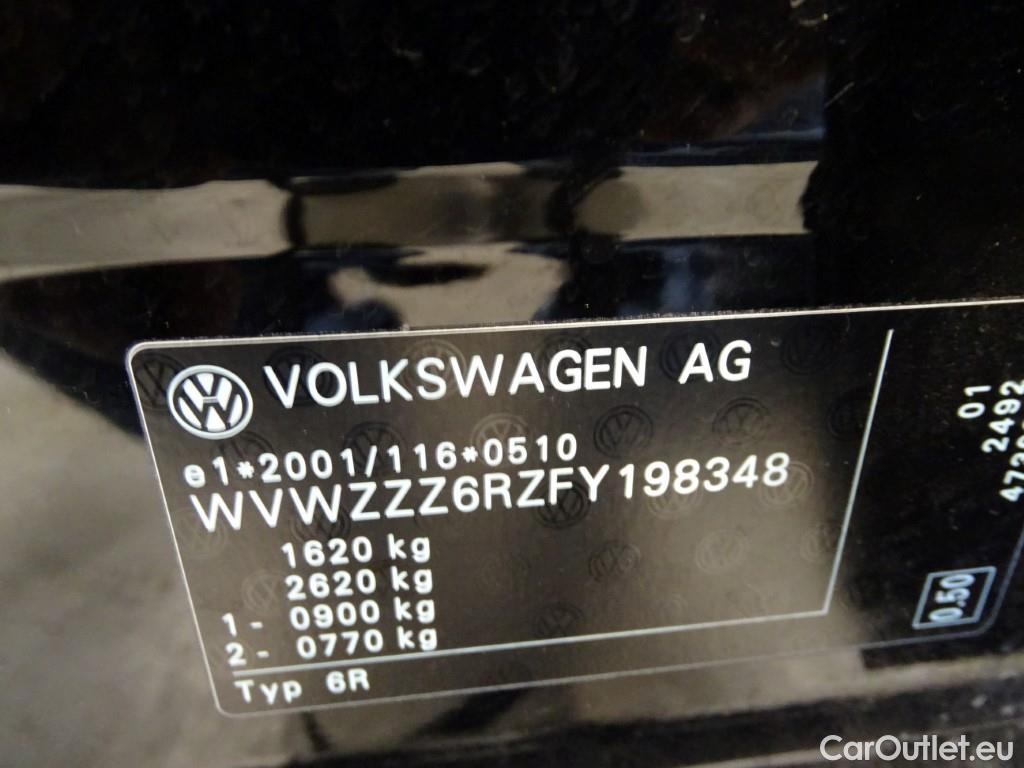 VOLKSWAGEN AG
e1*2001/116*0510
WVWZZZ6RZFY198348
1620 kg
2620 kg
1- 0900 kg
2- 0770 kg
Typ 6R
01
2492
0.50
CarOutlet.eu